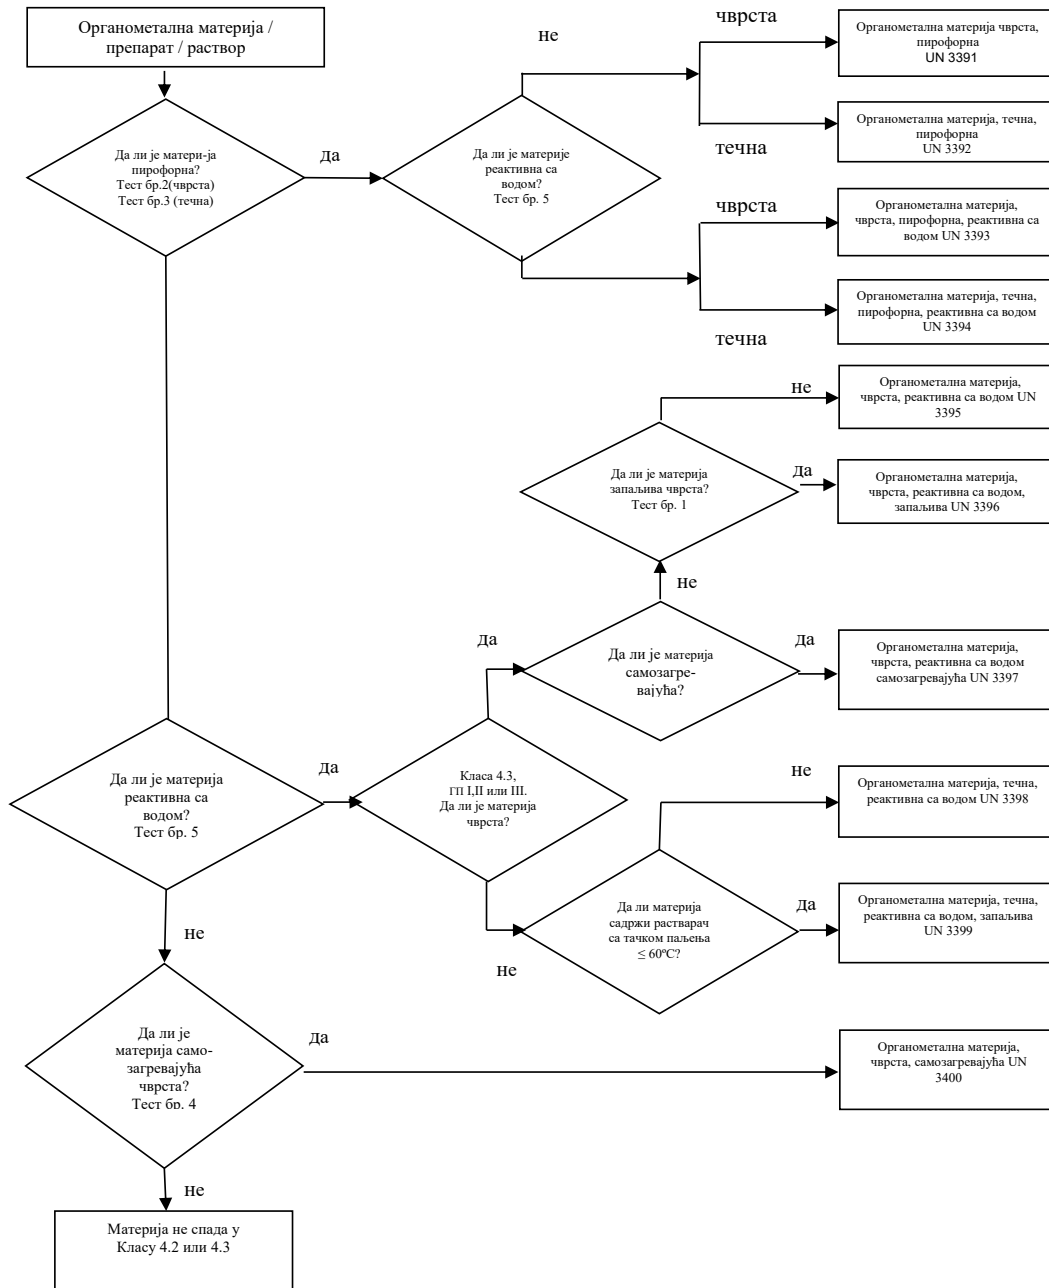 Органометална материја /
препарат / раствор
не
чврста
Органометална материја чврста,
пирофорна
UN 3391
Да ли је матери-ја
пирофорна?
Тест бр.2(чврста)
Тест бр.3 (течна)
да
Да ли је материје
реактивна са
водом?
Тест бр. 5
течна
Органометална материја, течна,
пирофорна
UN 3392
чврста
Органометална материја,
чврста, пирофорна, реактивна са
водом UN 3393
течна
Органометална материја, течна,
пирофорна, реактивна са водом
UN 3394
не
Органометална материја,
чврста, реактивна са водом UN
3395
Да ли је материја
запаљива чврста?
Тест бр. 1
да
Органометална материја,
чврста, реактивна са водом,
запаљива UN 3396
не
да
Да ли је материја
самозагре-
вајућа?
да
Органометална материја,
чврста, реактивна са водом
самозагревајућа UN 3397
Да ли је материја
реактивна са
водом?
Тест бр. 5
да
Класа 4.3,
ГП I,II или III.
Да ли је материја
чврста?
не
Органометална материја, течна,
реактивна са водом UN 3398
не
Да ли материја
садржи растварач
са тачком паљења
≤ 60ºC?
да
Органометална материја, течна,
реактивна са водом, запаљива
UN 3399
не
Да ли је
материја само-
загревајућа
чврста?
Тест бр. 4
да
Органометална материја,
чврста, самозагревајућа UN
3400
не
Материја не спада у
Класу 4.2 или 4.3